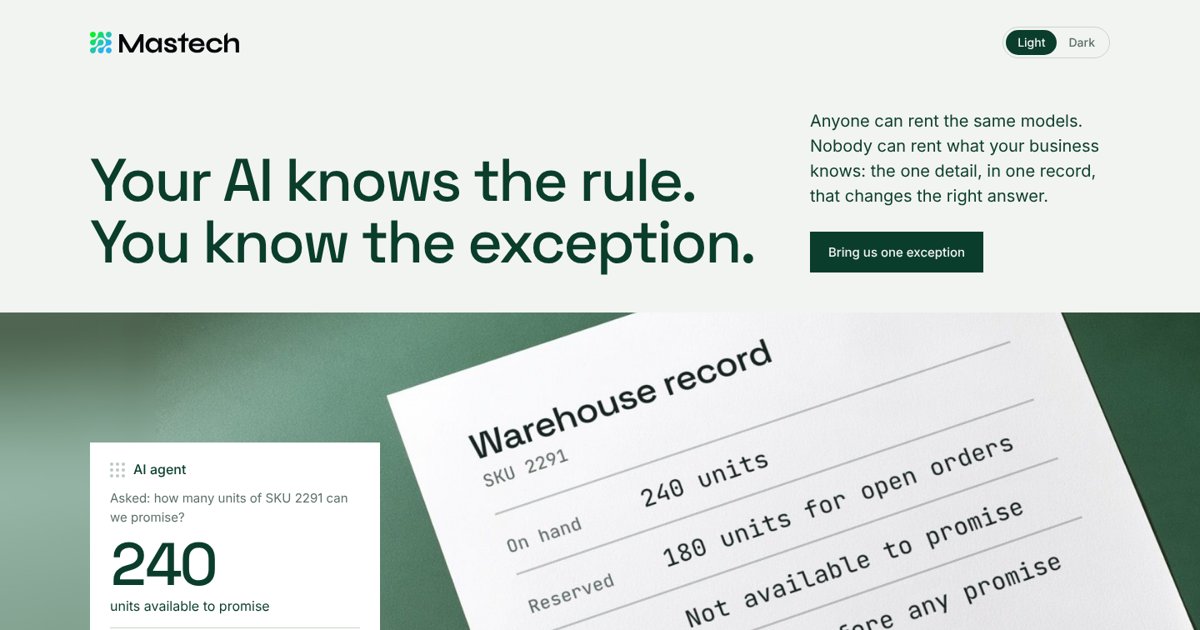 Mastech
Light
Dark
Your AI knows the rule.
You know the exception.
Anyone can rent the same models.
Nobody can rent what your business
knows: the one detail, in one record,
that changes the right answer.
Bring us one exception
AI agent
Asked: how many units of SKU 2291 can
we promise?
240
units available to promise
Warehouse record
SKU 2291
On hand
240 units
Reserved
180 units for open orders
Not available to promise
any promise